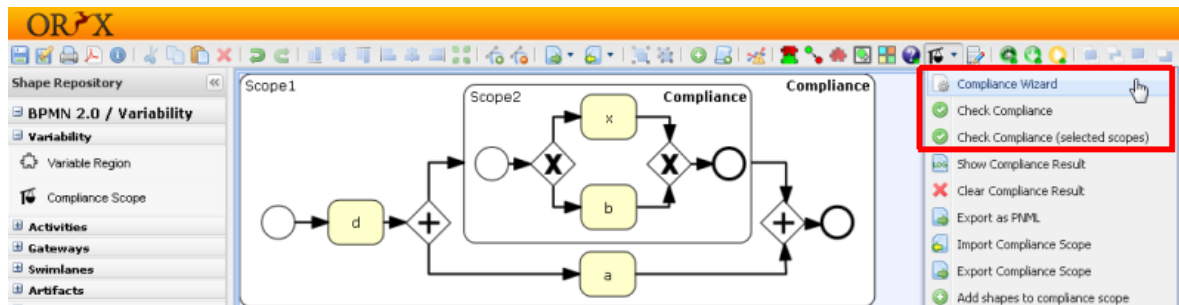 ORYX
Shape Repository
BPMN 2.0 / Variability
Variability
Variable Region
Compliance Scope
Activities
Gateways
Swimlanes
Artifacts
Scope1
Compliance
Scope2
Compliance
x
b
d
a
Compliance Wizard
Check Compliance
Check Compliance (selected scopes)
LOG
Show Compliance Result
Clear Compliance Result
Export as PNML
Import Compliance Scope
Export Compliance Scope
Add shapes to compliance scope